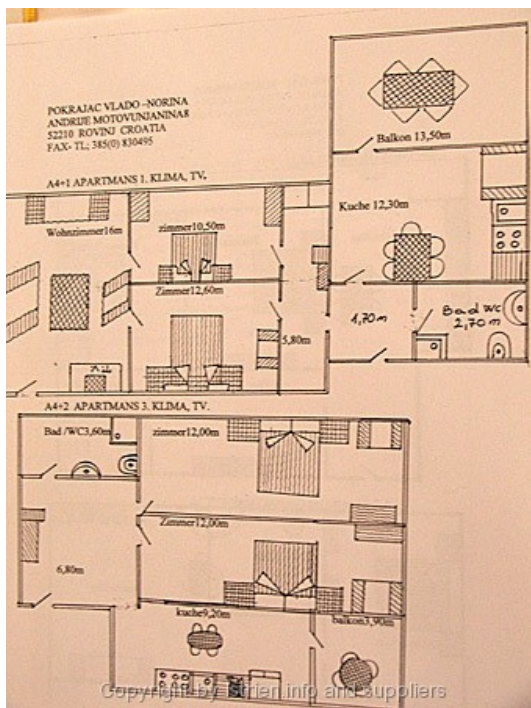 POKRAJAC VLADO –NORINA
ANDRIJE MOTOVUNJANINA8
52210 ROVINJ CROATIA
FAX- TL; 385(0) 830495
Balkon 13,50m
A4+1 APARTMANS 1. KLIMA, TV,
Kuche 12,30m
Wohnzimmer16m
zimmer10,50m
Zimmer12,60m
5,80m
1,70m
Bad WC
2,70m
A4+2 APARTMANS 3. KLIMA, TV.
Bad /WC3,60m
zimmer12,00m
Zimmer12,00m
6,80m
kuche9,20m
balkon3,90m
Copyright by istrien.info and suppliers